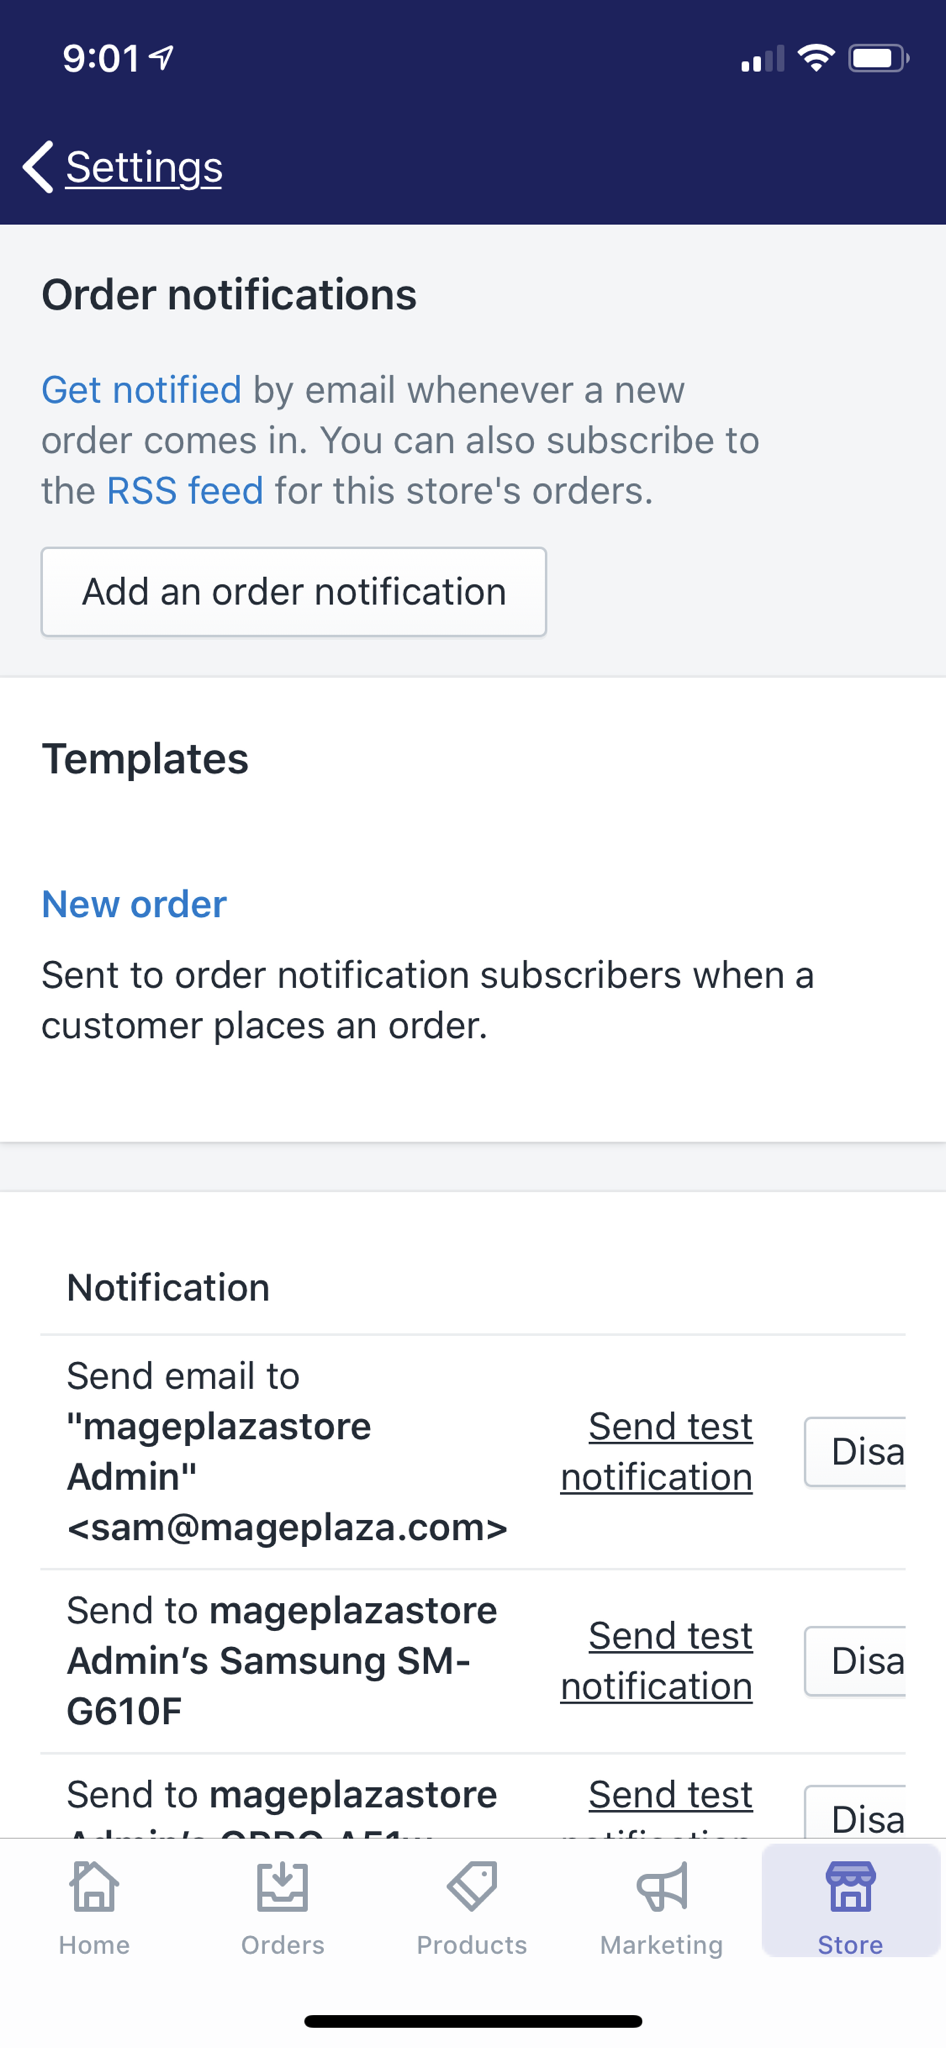 9:01
Settings
Order notifications
Get notified by email whenever a new
order comes in. You can also subscribe to
the RSS feed for this store's orders.
Add an order notification
Templates
New order
Sent to order notification subscribers when a
customer places an order.
Notification
Send email to
"mageplazastore
Admin"
<sam@mageplaza.com>
Send test
notification
Disa
Send to mageplazastore
Admin’s Samsung SM-
G610F
Send test
notification
Disa
Send to mageplazastore
Send test
Disa
Home
Orders
Products
Marketing
Store